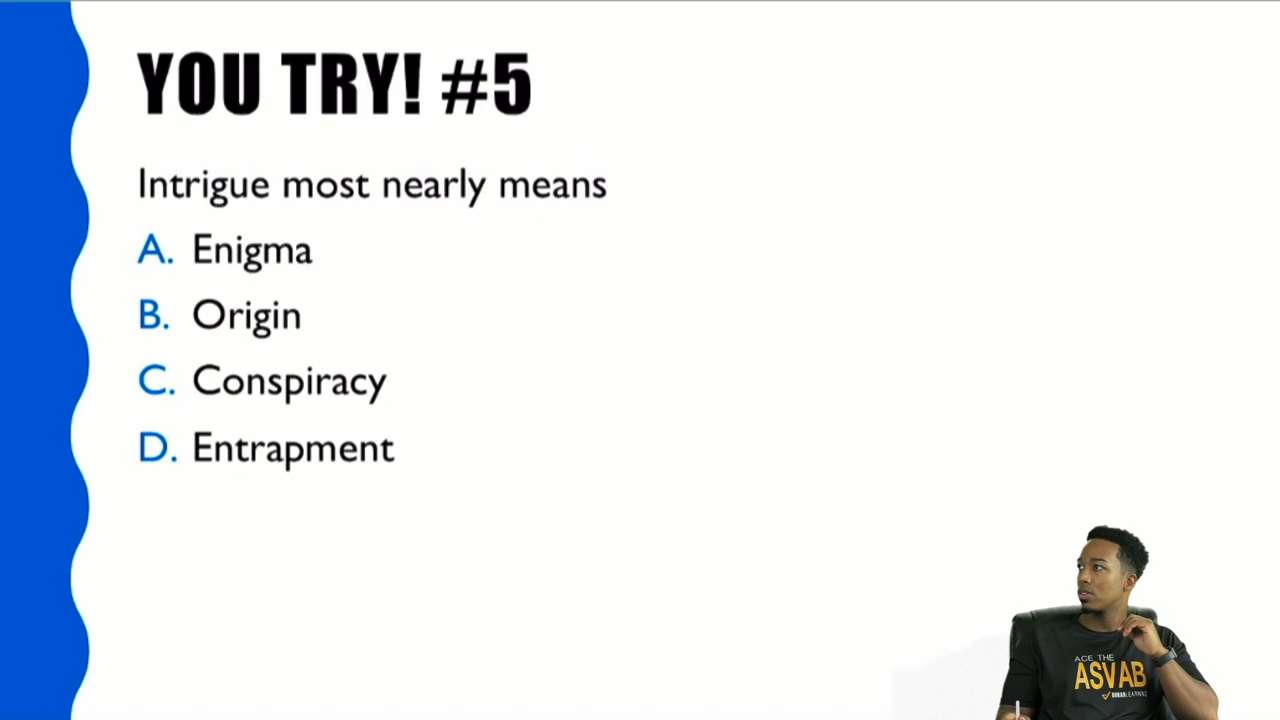 YOU TRY! #5
Intrigue most nearly means
A. Enigma
B. Origin
C. Conspiracy
D. Entrapment
ACE THE
ASVAB